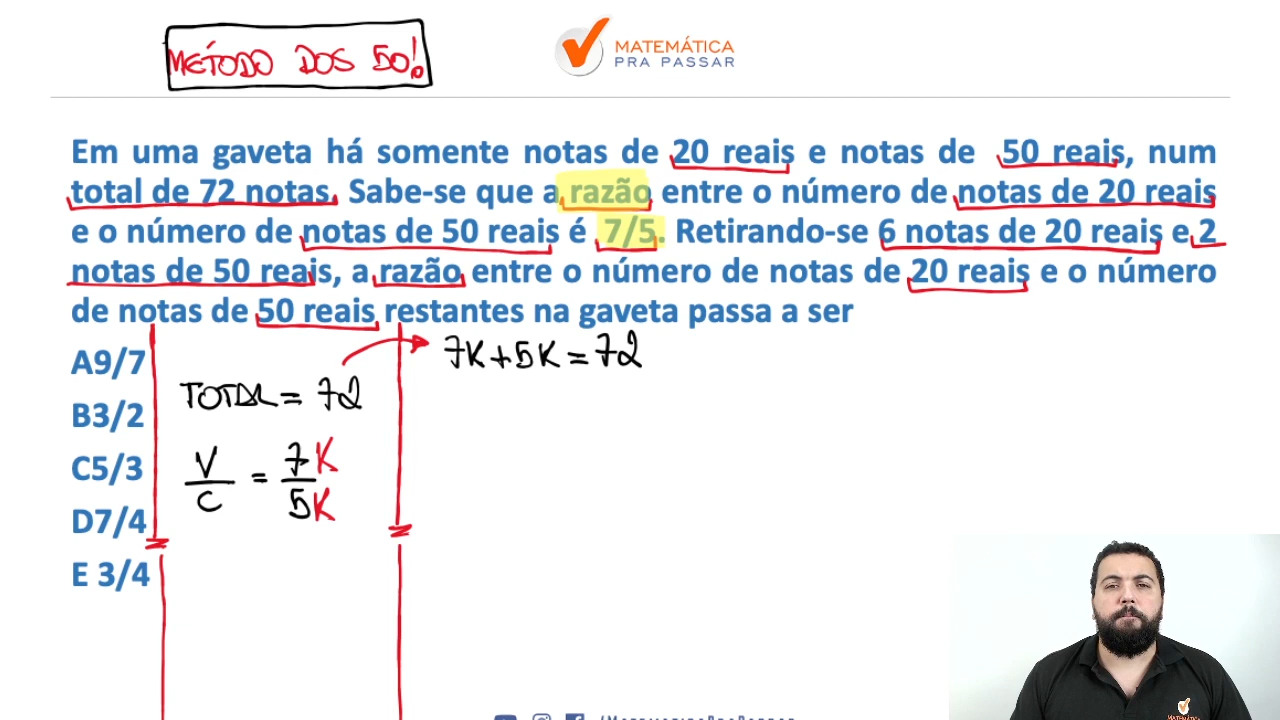 MÉTODO DOS 50!
MATEMÁTICA
PRA PASSAR
Em uma gaveta há somente notas de 20 reais e notas de 50 reais, num
total de 72 notas. Sabe-se que a razão entre o número de notas de 20 reais
e o número de notas de 50 reais é 7/5. Retirando-se 6 notas de 20 reais e 2
notas de 50 reais, a razão entre o número de notas de 20 reais e o número
de notas de 50 reais restantes na gaveta passa a ser
A9/7
B3/2
C5/3
D7/4
E 3/4
TOTAL = 72
V/C = 7K/5K
7K+5K=72